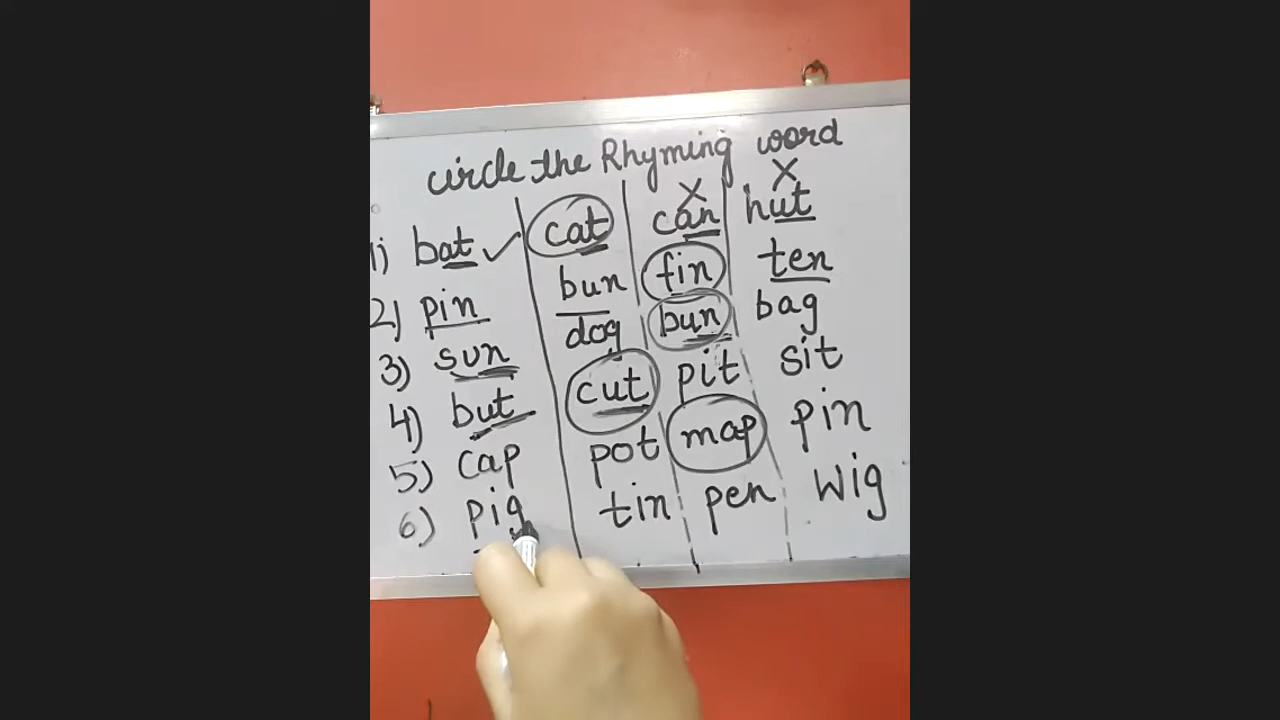 circle the Rhyming word
1) bat cat can hut
2) pin bun fin ten
3) sun dog bun bag
4) but cut pit sit
5) cap pot map pin
6) pig tin pen wig